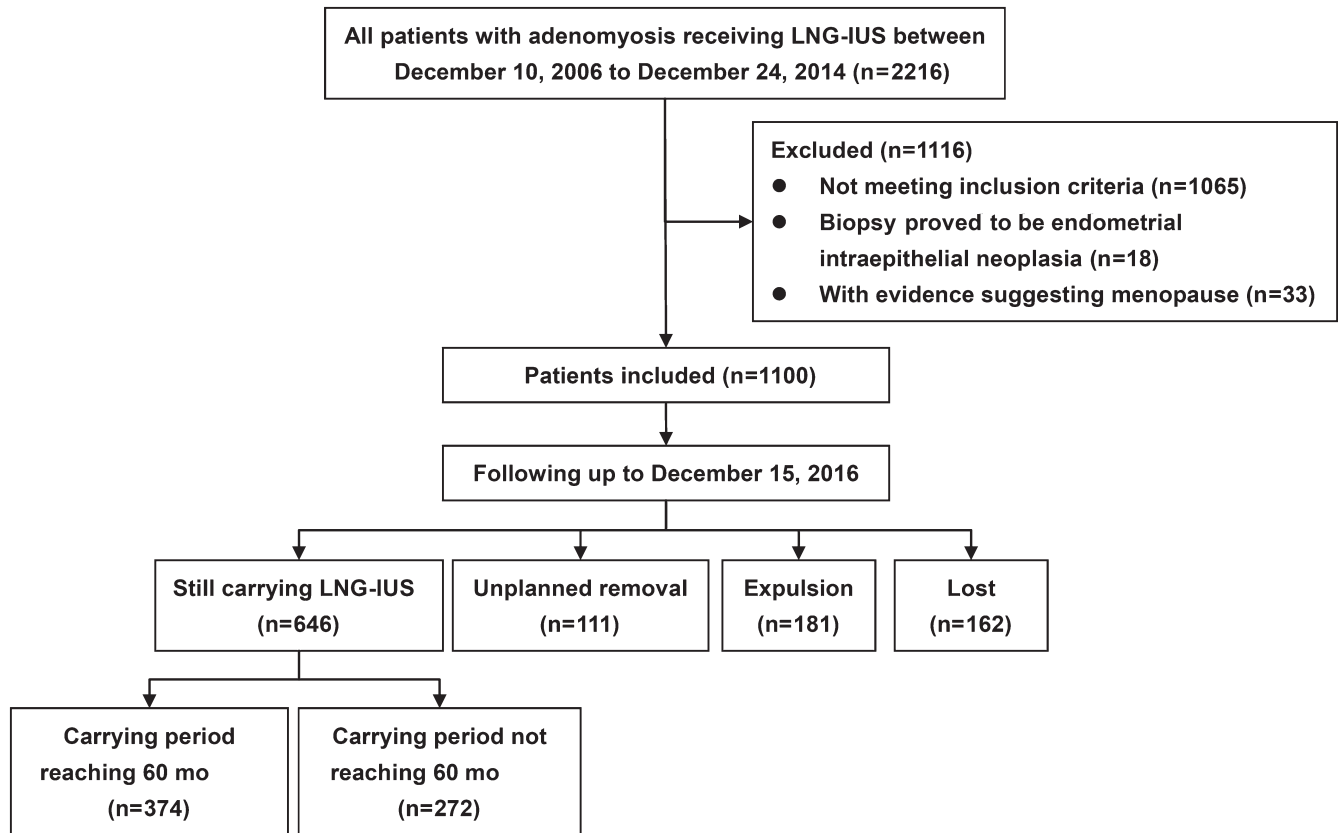 All patients with adenomyosis receiving LNG-IUS between
December 10, 2006 to December 24, 2014 (n=2216)
Excluded (n=1116)
● Not meeting inclusion criteria (n=1065)
● Biopsy proved to be endometrial
intraepithelial neoplasia (n=18)
● With evidence suggesting menopause (n=33)
Patients included (n=1100)
Following up to December 15, 2016
Still carrying LNG-IUS
(n=646)
Unplanned removal
(n=111)
Expulsion
(n=181)
Lost
(n=162)
Carrying period
reaching 60 mo
(n=374)
Carrying period not
reaching 60 mo
(n=272)